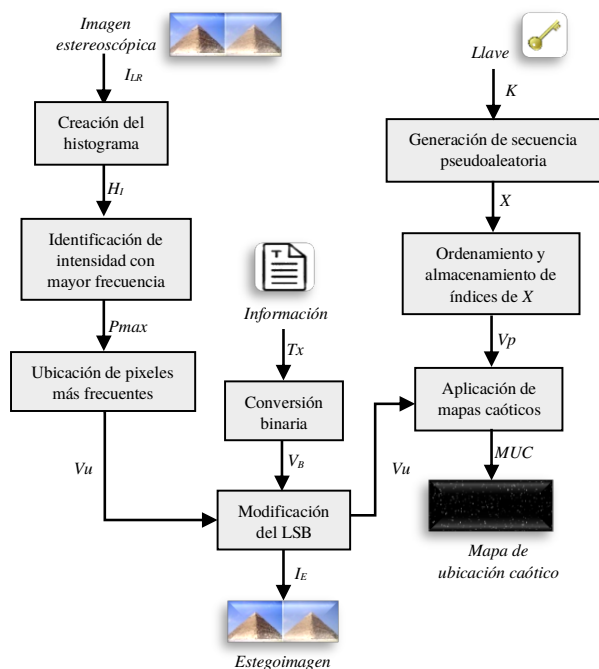 Imagen
estereoscópica
I_LR
Creación del
histograma
H_I
Identificación de
intensidad con
mayor frecuencia
Pmax
Ubicación de pixeles
más frecuentes
Vu
T
Información
Tx
Conversión
binaria
V_B
Modificación
del LSB
I_E
Estegoimagen
Llave
K
Generación de secuencia
pseudoaleatoria
X
Ordenamiento y
almacenamiento de
índices de X
Vp
Aplicación de
mapas caóticos
Vu
MUC
Mapa de
ubicación caótico